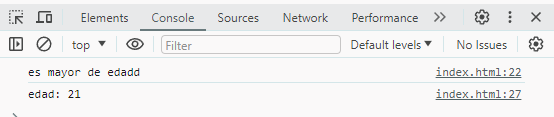 Elements Console Sources Network Performance
top Filter Default levels No Issues
es mayor de edadd index.html:22
edad: 21 index.html:27